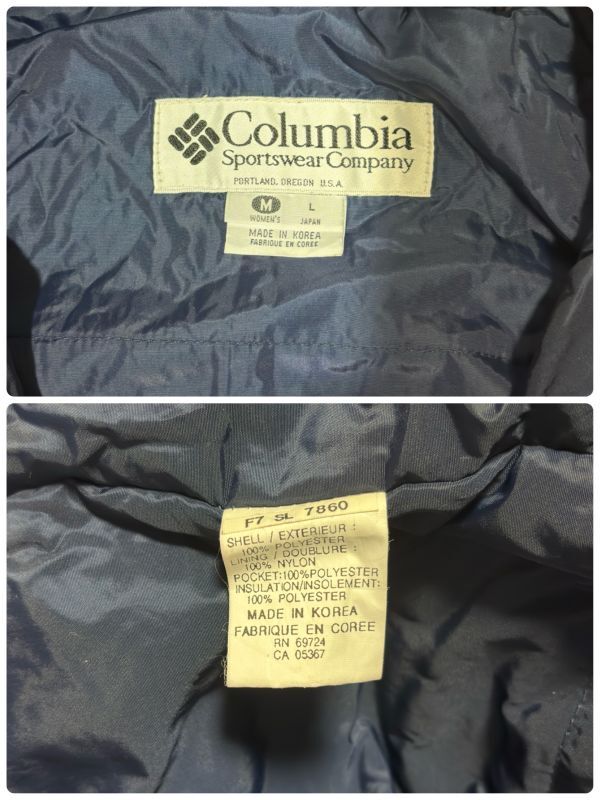 Columbia
Sportswear Company
PORTLAND, OREGON U.S.A.
M L
WOMEN'S JAPAN
MADE IN KOREA
FABRIQUE EN COREE
F7 SL 7860
SHELL / EXTERIEUR :
100% POLYESTER
LINING / DOUBLURE :
100% NYLON
POCKET:100%POLYESTER
INSULATION/INSOLEMENT:
100% POLYESTER
MADE IN KOREA
FABRIQUE EN COREE
RN 69724
CA 05367